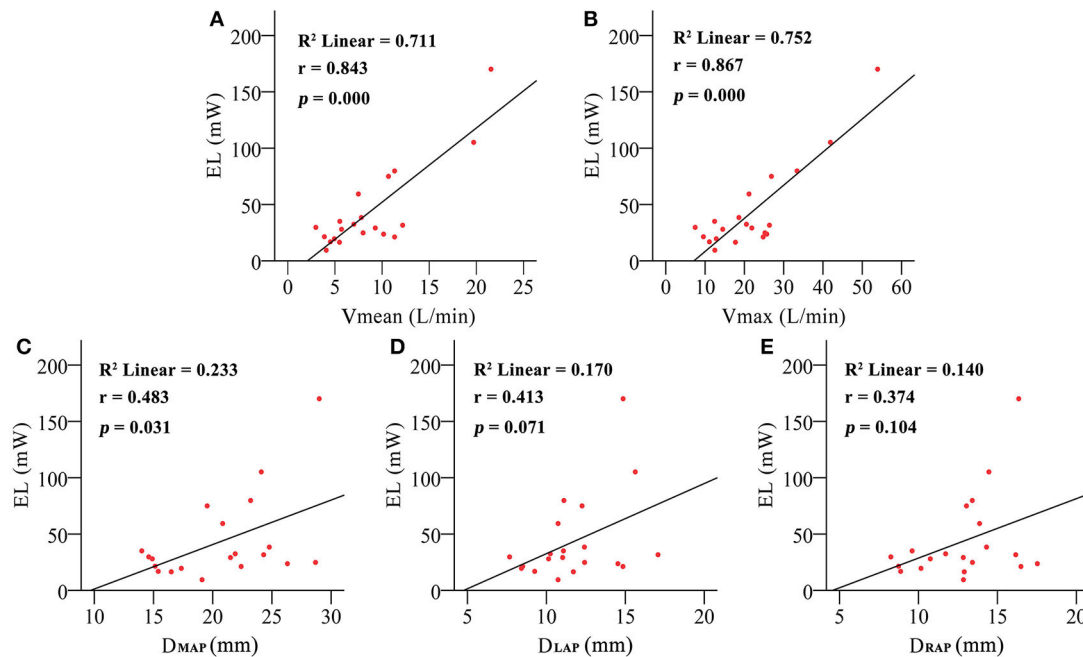 A
R² Linear = 0.711
r = 0.843
p = 0.000
EL (mW)
200
150
100
50
0
0 5 10 15 20 25
Vmean (L/min)
B
R² Linear = 0.752
r = 0.867
p = 0.000
EL (mW)
200
150
100
50
0
0 10 20 30 40 50 60
Vmax (L/min)
C
R² Linear = 0.233
r = 0.483
p = 0.031
EL (mW)
200
150
100
50
0
10 15 20 25 30
DMAP (mm)
D
R² Linear = 0.170
r = 0.413
p = 0.071
EL (mW)
200
150
100
50
0
5 10 15 20
DLAP (mm)
E
R² Linear = 0.140
r = 0.374
p = 0.104
EL (mW)
200
150
100
50
0
5 10 15 20
DRAP (mm)